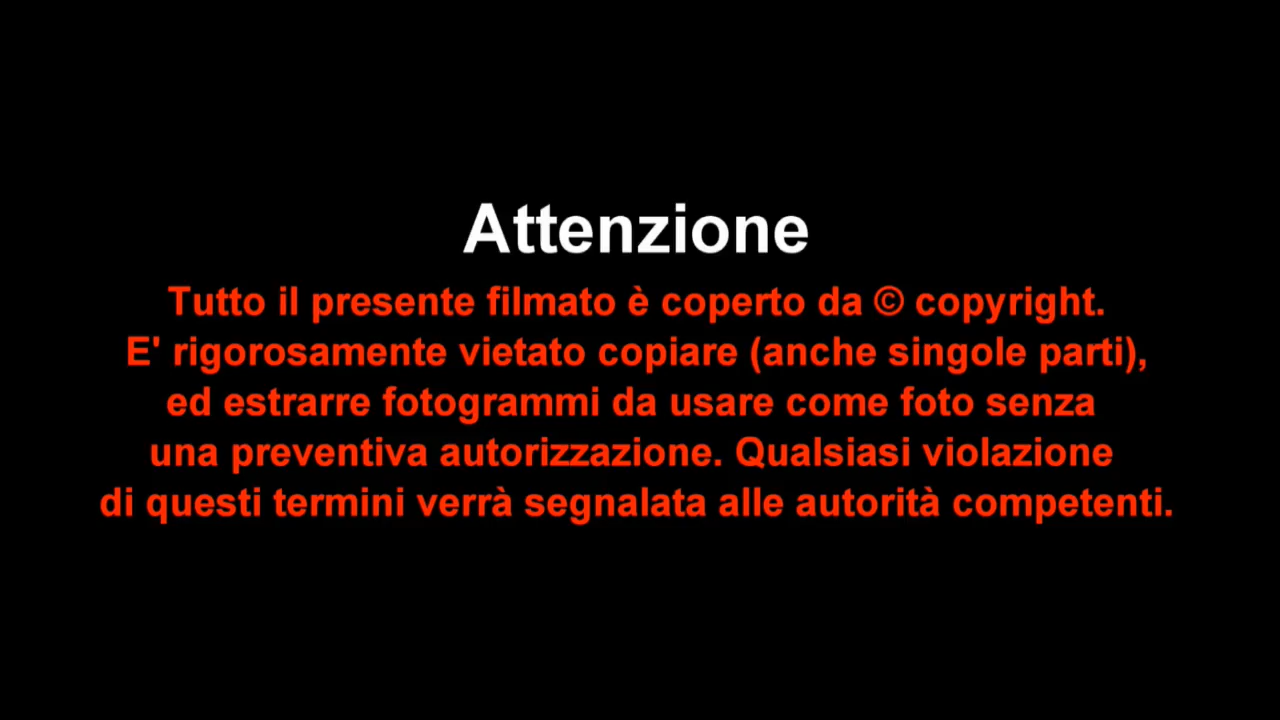 Attenzione
Tutto il presente filmato è coperto da © copyright.
E' rigorosamente vietato copiare (anche singole parti),
ed estrarre fotogrammi da usare come foto senza
una preventiva autorizzazione. Qualsiasi violazione
di questi termini verrà segnalata alle autorità competenti.